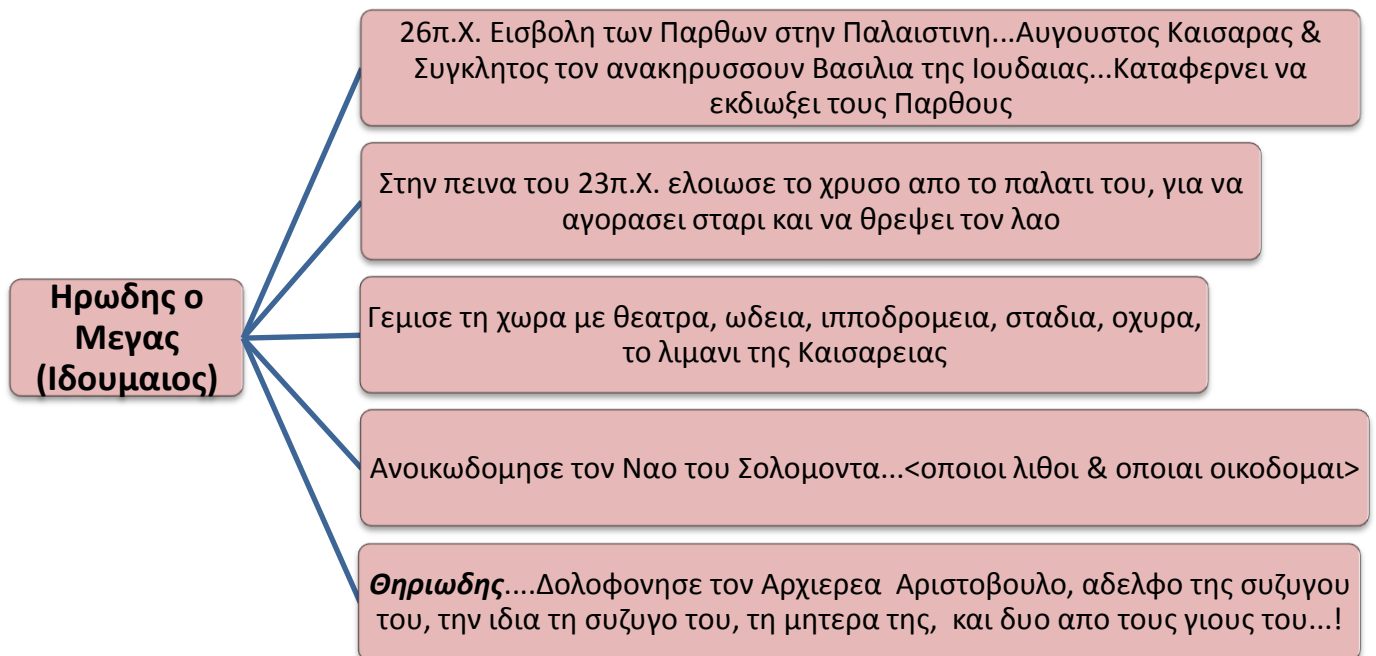 26π.Χ. Εισβολη των Παρθων στην Παλαιστινη...Αυγουστος Καισαρας &
Συγκλητος τον ανακηρυσσουν Βασιλια της Ιουδαιας...Καταφερνει να
εκδιωξει τους Παρθους
Στην πεινα του 23π.Χ. ελοιωσε το χρυσο απο το παλατι του, για να
αγορασει σταρι και να θρεψει τον λαο
Ηρωδης ο
Μεγας
(Ιδουμαιος)
Γεμισε τη χωρα με θεατρα, ωδεια, ιπποδρομεια, σταδια, οχυρα,
το λιμανι της Καισαρειας
Ανοικωδομησε τον Ναο του Σολομοντα...<οποιοι λιθοι & οποιαι οικοδομαι>
Θηριωδης....Δολοφονησε τον Αρχιερεα Αριστοβουλο, αδελφο της συζυγου
του, την ιδια τη συζυγο του, τη μητερα της, και δυο απο τους γιους του...!